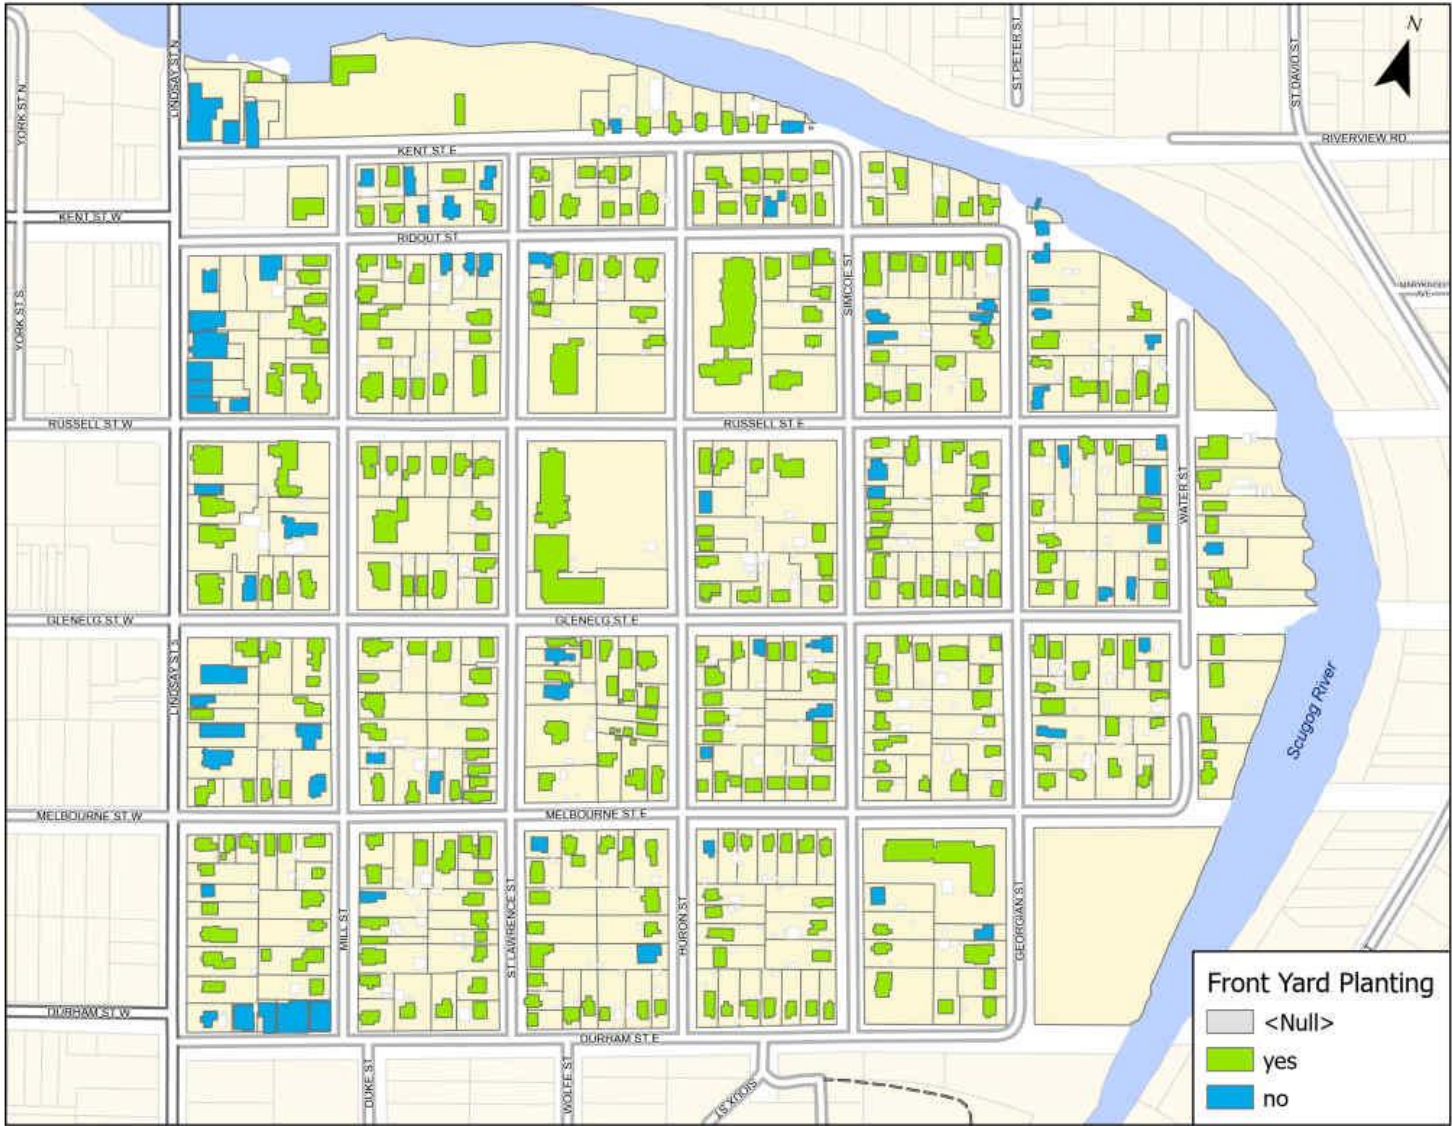 N
LINDSAY ST N
ST PETER ST
ST DAVID ST
YORK ST N
RIVERVIEW RD
KENT ST E
KENT ST W
RIDOUT ST
SIMCOE ST
YORK ST S
RUSSELL ST W
RUSSELL ST E
WATER ST
GLENELG ST W
GLENELG ST E
LINDSAY ST S
Scugog River
MELBOURNE ST W
MELBOURNE ST E
MILL ST
ST LAWRENCE ST
HURON ST
GEORGIAN ST
DURHAM ST W
DURHAM ST E
DUKE ST
WOLFE ST
SIOUX ST
Front Yard Planting
<Null>
yes
no